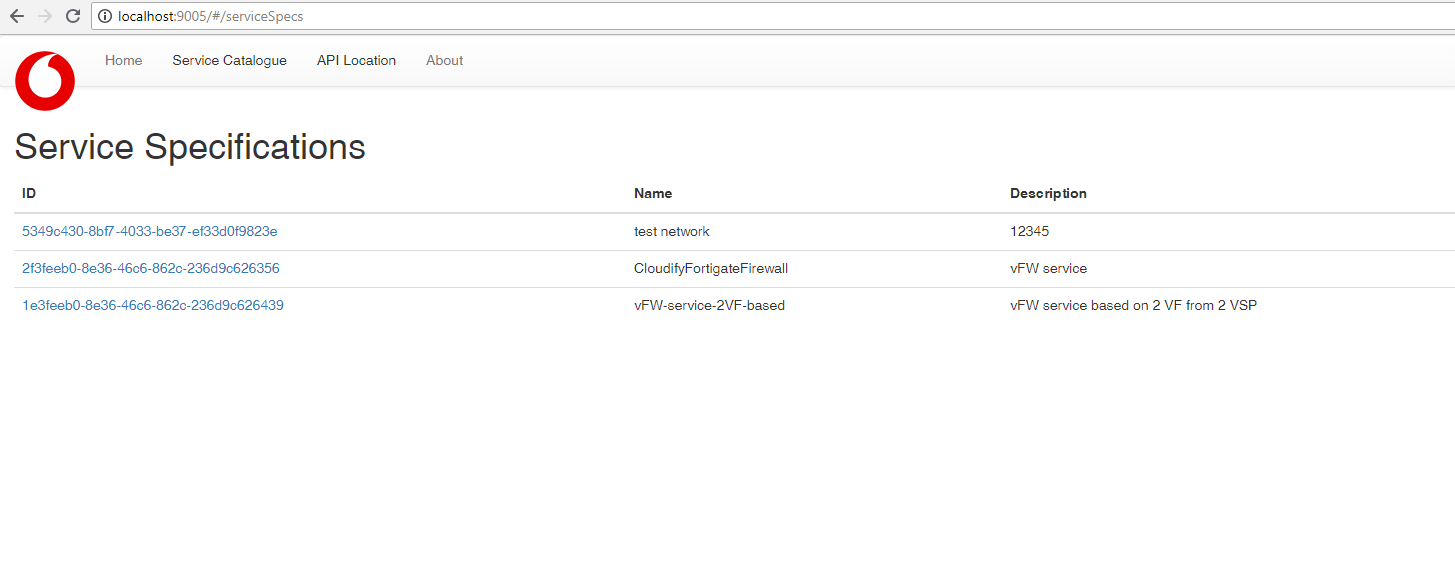 localhost:9005/#/serviceSpecs
Home Service Catalogue API Location About
Service Specifications
ID Name Description
5349c430-8bf7-4033-be37-ef33d0f9823e test network 12345
2f3feeb0-8e36-46c6-862c-236d9c626356 CloudifyFortigateFirewall vFW service
1e3feeb0-8e36-46c6-862c-236d9c626439 vFW-service-2VF-based vFW service based on 2 VF from 2 VSP